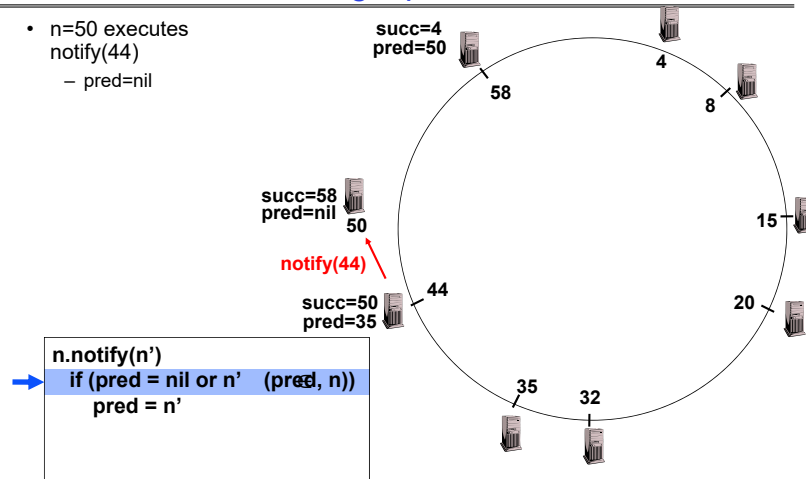 • n=50 executes
notify(44)
– pred=nil
succ=4
pred=50
4
58
8
succ=58
pred=nil
50
15
notify(44)
44
succ=50
pred=35
20
n.notify(n’)
if (pred = nil or n’ ∈ (pred, n))
pred = n’
35
32